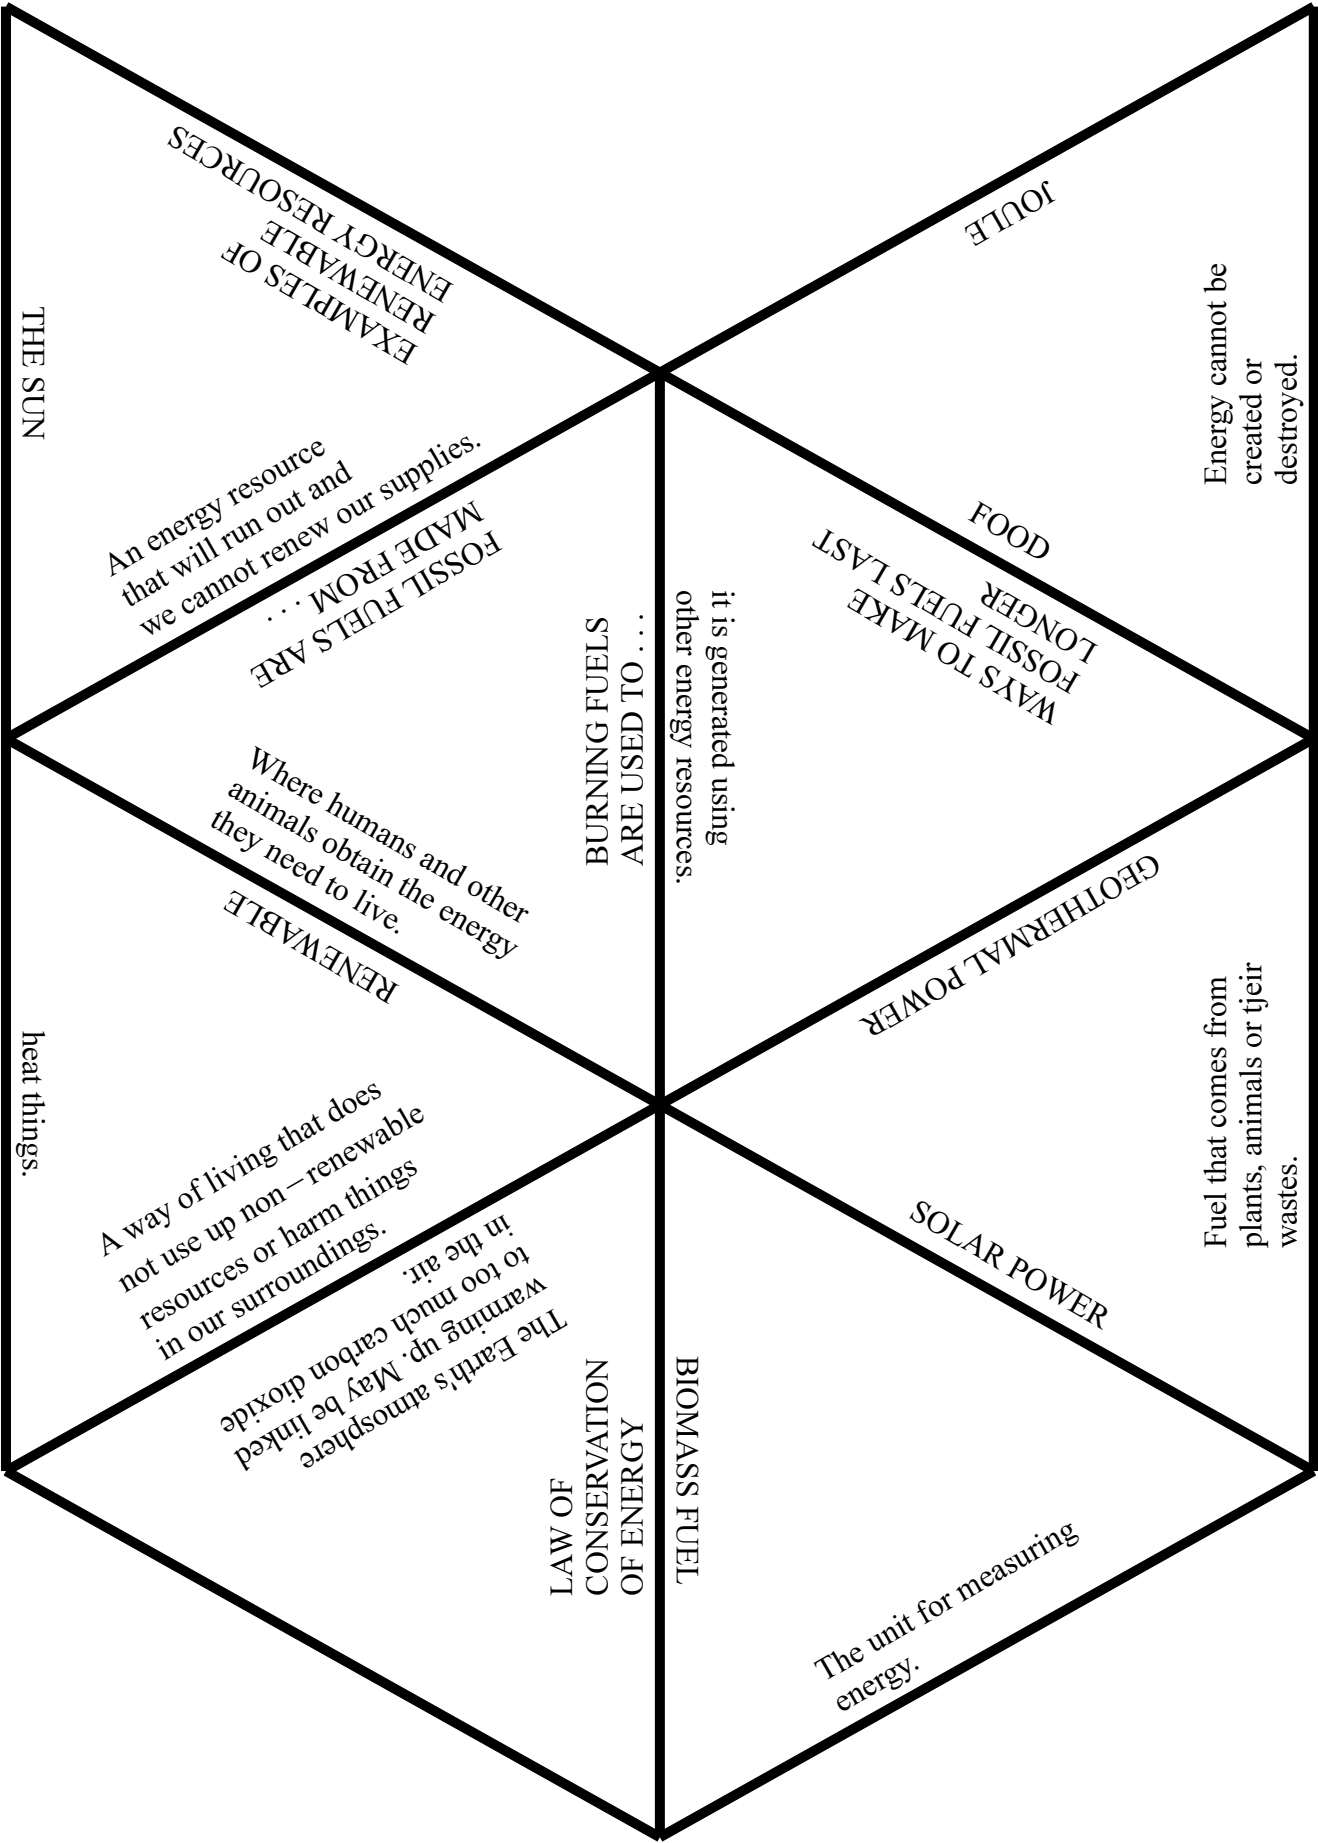 EXAMPLES OF
RENEWABLE
ENERGY RESOURCES
THE SUN
An energy resource
that will run out and
we cannot renew our supplies.
JOULE
Energy cannot be
created or
destroyed.
FOOD
FOSSIL FUELS ARE
MADE FROM . . .
BURNING FUELS
ARE USED TO . . .
Where humans and other
animals obtain the energy
they need to live.
it is generated using
other energy resources.
WAYS TO MAKE
FOSSIL FUELS LAST
LONGER
GEOTHERMAL POWER
RENEWABLE
heat things.
A way of living that does
not use up non – renewable
resources or harm things
in our surroundings.
Fuel that comes from
plants, animals or tjeir
wastes.
SOLAR POWER
The Earth's atmosphere
warming up. May be linked
to too much carbon dioxide
in the air.
LAW OF
CONSERVATION
OF ENERGY
BIOMASS FUEL
The unit for measuring
energy.